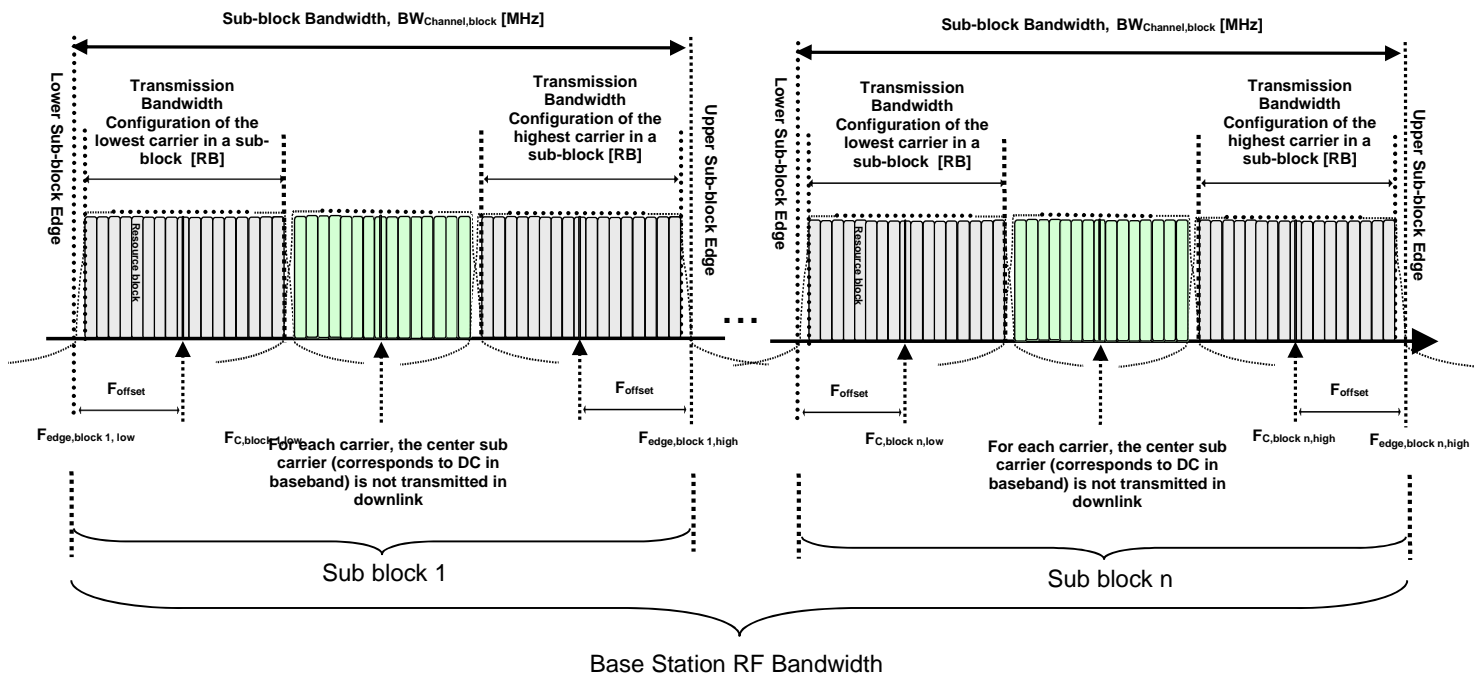 Sub-block Bandwidth, BWChannel,block [MHz]
Lower Sub-block Edge
Transmission
Bandwidth
Configuration of the
lowest carrier in a sub-
block [RB]
Transmission
Bandwidth
Configuration of the
highest carrier in a
sub-block [RB]
Upper Sub-block Edge
Resource block
Foffset
Foffset
Fedge,block 1, low
FC,block 1,low
Fedge,block 1,high
For each carrier, the center sub
carrier (corresponds to DC in
baseband) is not transmitted in
downlink
Sub block 1
...
Sub-block Bandwidth, BWChannel,block [MHz]
Lower Sub-block Edge
Transmission
Bandwidth
Configuration of the
lowest carrier in a
sub-block [RB]
Transmission
Bandwidth
Configuration of the
highest carrier in a
sub-block [RB]
Upper Sub-block Edge
Resource block
Foffset
Foffset
FC,block n,low
FC,block n,high
Fedge,block n,high
For each carrier, the center sub
carrier (corresponds to DC in
baseband) is not transmitted in
downlink
Sub block n
Base Station RF Bandwidth